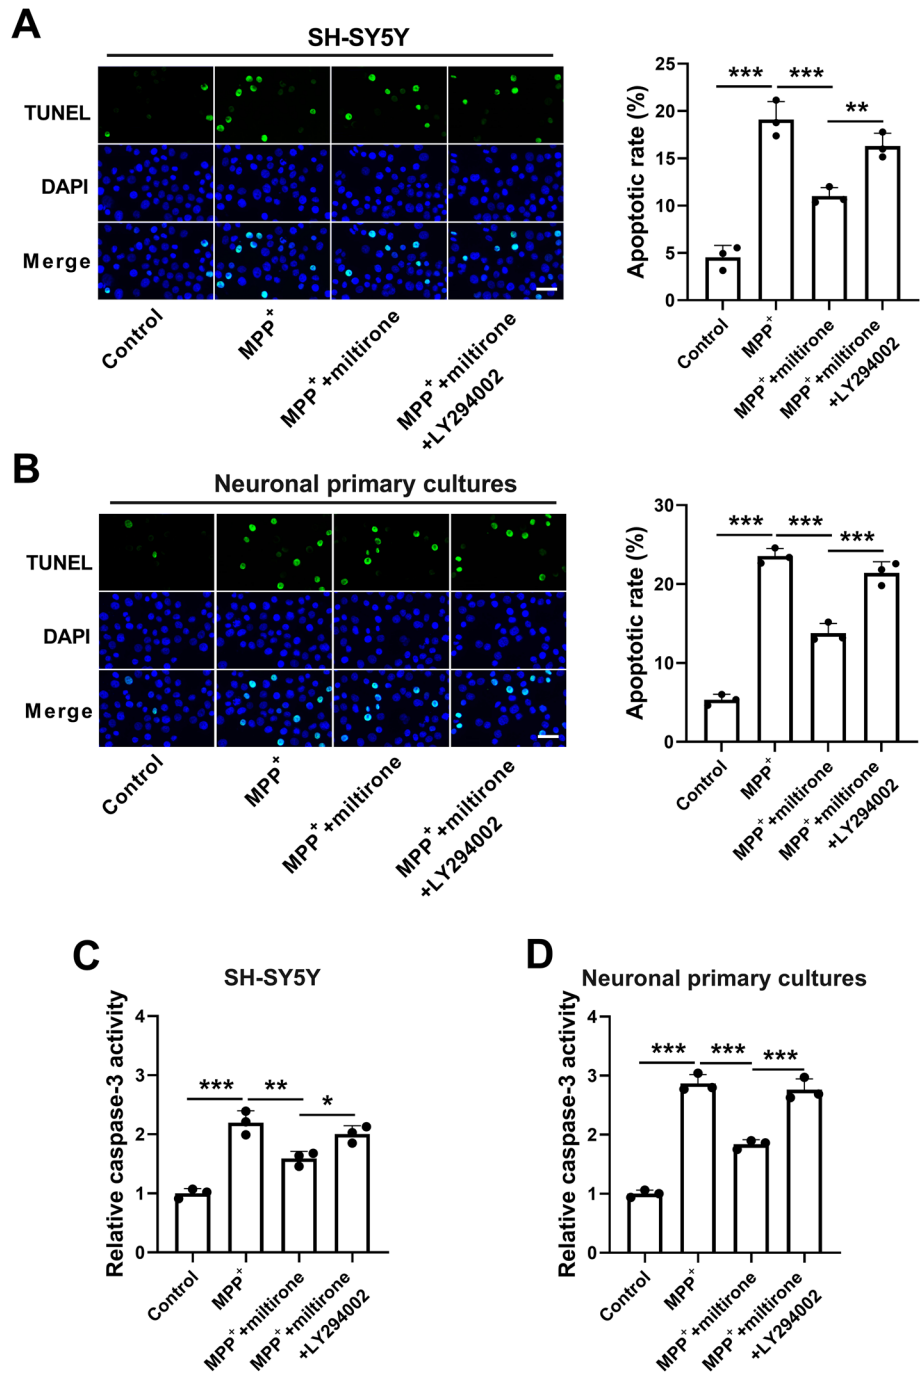 A
SH-SY5Y
TUNEL
DAPI
Merge
Control
MPP⁺
MPP⁺+miltirone
MPP⁺+miltirone
+LY294002
Apoptotic rate (%)
25
20
15
10
5
0
*** *** **
Control
MPP⁺
MPP⁺+miltirone
MPP⁺+miltirone
+LY294002
B
Neuronal primary cultures
TUNEL
DAPI
Merge
Control
MPP⁺
MPP⁺+miltirone
MPP⁺+miltirone
+LY294002
Apoptotic rate (%)
30
20
10
0
*** *** ***
Control
MPP⁺
MPP⁺+miltirone
MPP⁺+miltirone
+LY294002
C
SH-SY5Y
Relative caspase-3 activity
4
3
2
1
0
*** ** *
Control
MPP⁺
MPP⁺+miltirone
MPP⁺+miltirone
+LY294002
D
Neuronal primary cultures
Relative caspase-3 activity
4
3
2
1
0
*** *** ***
Control
MPP⁺
MPP⁺+miltirone
MPP⁺+miltirone
+LY294002